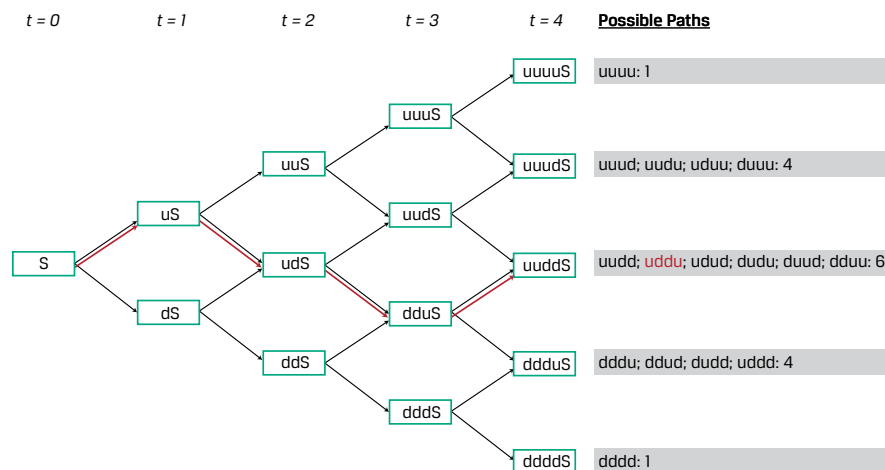 t = 0 t = 1 t = 2 t = 3 t = 4 Possible Paths
uuuuS uuuu: 1
uuuS
uuS uuudS uuud; uudu; uduu; duuu: 4
uS uudS
S udS uuddS uudd; uddu; udud; dudu; duud; dduu: 6
dS dduS
ddS ddduS dddu; ddud; dudd; uddd: 4
dddS
ddddS dddd: 1